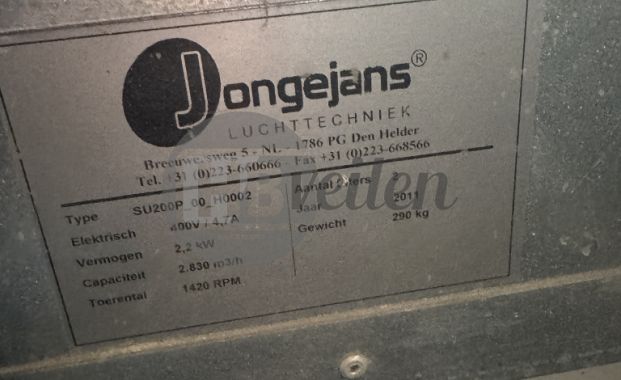 Jongejans®
LUCHTTECHNIEK
Breeuwersweg 5 - NL - 1786 PG Den Helder
Tel. +31 (0)223-660666 - Fax +31 (0)223-668566
Type SU200P_00_H0002
Elektrisch 400V / 4,7A
Vermogen 2,2 kW
Capaciteit 2.830 m3/h
Toerental 1420 RPM
Aantal filters 2
Jaar 2011
Gewicht 290 kg
Veilen